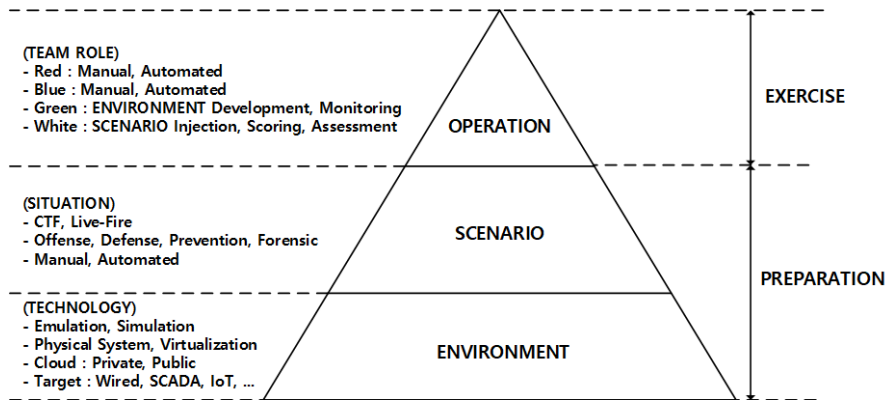 (TEAM ROLE)
- Red : Manual, Automated
- Blue : Manual, Automated
- Green : ENVIRONMENT Development, Monitoring
- White : SCENARIO Injection, Scoring, Assessment
OPERATION
EXERCISE
(SITUATION)
- CTF, Live-Fire
- Offense, Defense, Prevention, Forensic
- Manual, Automated
SCENARIO
PREPARATION
(TECHNOLOGY)
- Emulation, Simulation
- Physical System, Virtualization
- Cloud : Private, Public
- Target : Wired, SCADA, IoT, ...
ENVIRONMENT